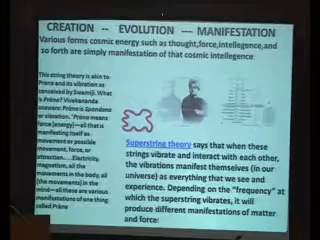 CREATION -- EVOLUTION --- MANIFESTATION
Various forms cosmic energy such as thought,force,intellegence,and
so forth are simply manifestation of that cosmic intellegence
This string theory is akin to
Prana and its vibration as
conceived by Swamiji. What
is Prâna? Vivekananda
answers: Prâna is Spandana
or vibration. 'Prâna means
force [energy]—all that is
manifesting itself as
movement or possible
movement, force, or
attraction. . . .Electricity,
magnetism, all the
movements in the body, all
[the movements] in the
mind—all these are various
manifestations of one thing
called Prâna
Superstring theory says that when these
strings vibrate and interact with each other,
the vibrations manifest themselves (in our
universe) as everything that we see and
experience. Depending on the "frequency" at
which the superstring vibrates, it will
produce different manifestations of matter
and force: